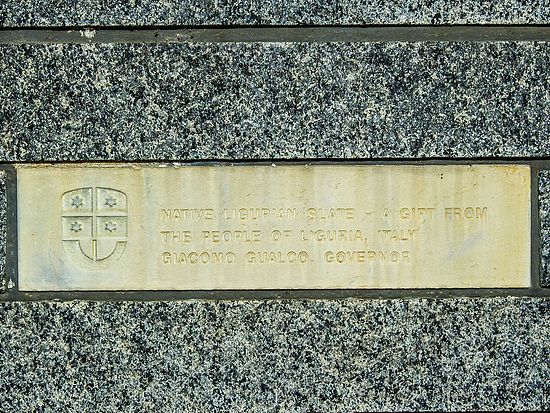 NATIVE LIGURIAN SLATE - A GIFT FROM
THE PEOPLE OF LIGURIA, ITALY
GIACOMO GUALCO. GOVERNOR